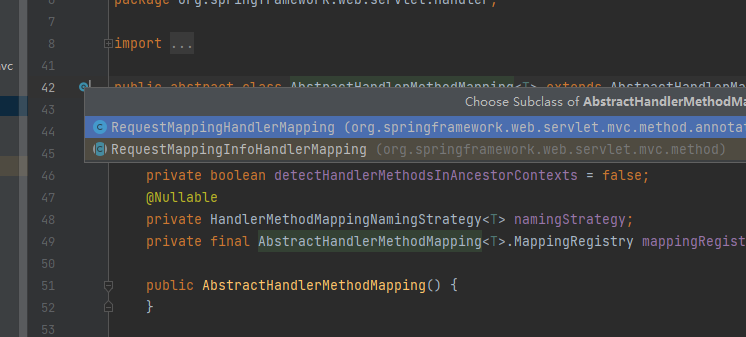 6 package org.springframework.web.servlet.handler;
7
8 import ...
41
42 public abstract class AbstractHandlerMethodMapping<T> extends AbstractHandlerMa
43 Choose Subclass of AbstractHandlerMethodMa
44 RequestMappingHandlerMapping (org.springframework.web.servlet.mvc.method.annotat
45 RequestMappingInfoHandlerMapping (org.springframework.web.servlet.mvc.method)
46 private boolean detectHandlerMethodsInAncestorContexts = false;
47 @Nullable
48 private HandlerMethodMappingNamingStrategy<T> namingStrategy;
49 private final AbstractHandlerMethodMapping<T>.MappingRegistry mappingRegist
50
51 public AbstractHandlerMethodMapping() {
52 }
53
vc